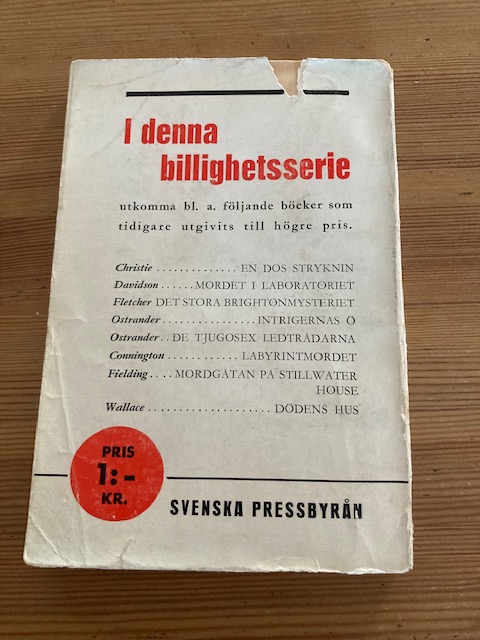 I denna
billighetsserie
utkomma bl. a. följande böcker som
tidigare utgivits till högre pris.
Christie .............. EN DOS STRYKNIN
Davidson ...... MORDET I LABORATORIET
Fletcher DET STORA BRIGHTONMYSTERIET
Ostrander ................ INTRIGERNAS Ö
Ostrander .. DE TJUGOSEX LEDTRÅDARNA
Connington ............ LABYRINTMORDET
Fielding .... MORDGÅTAN PÅ STILLWATER
HOUSE
Wallace .................... DÖDENS HUS
PRIS
1:-
KR.
SVENSKA PRESSBYRÅN